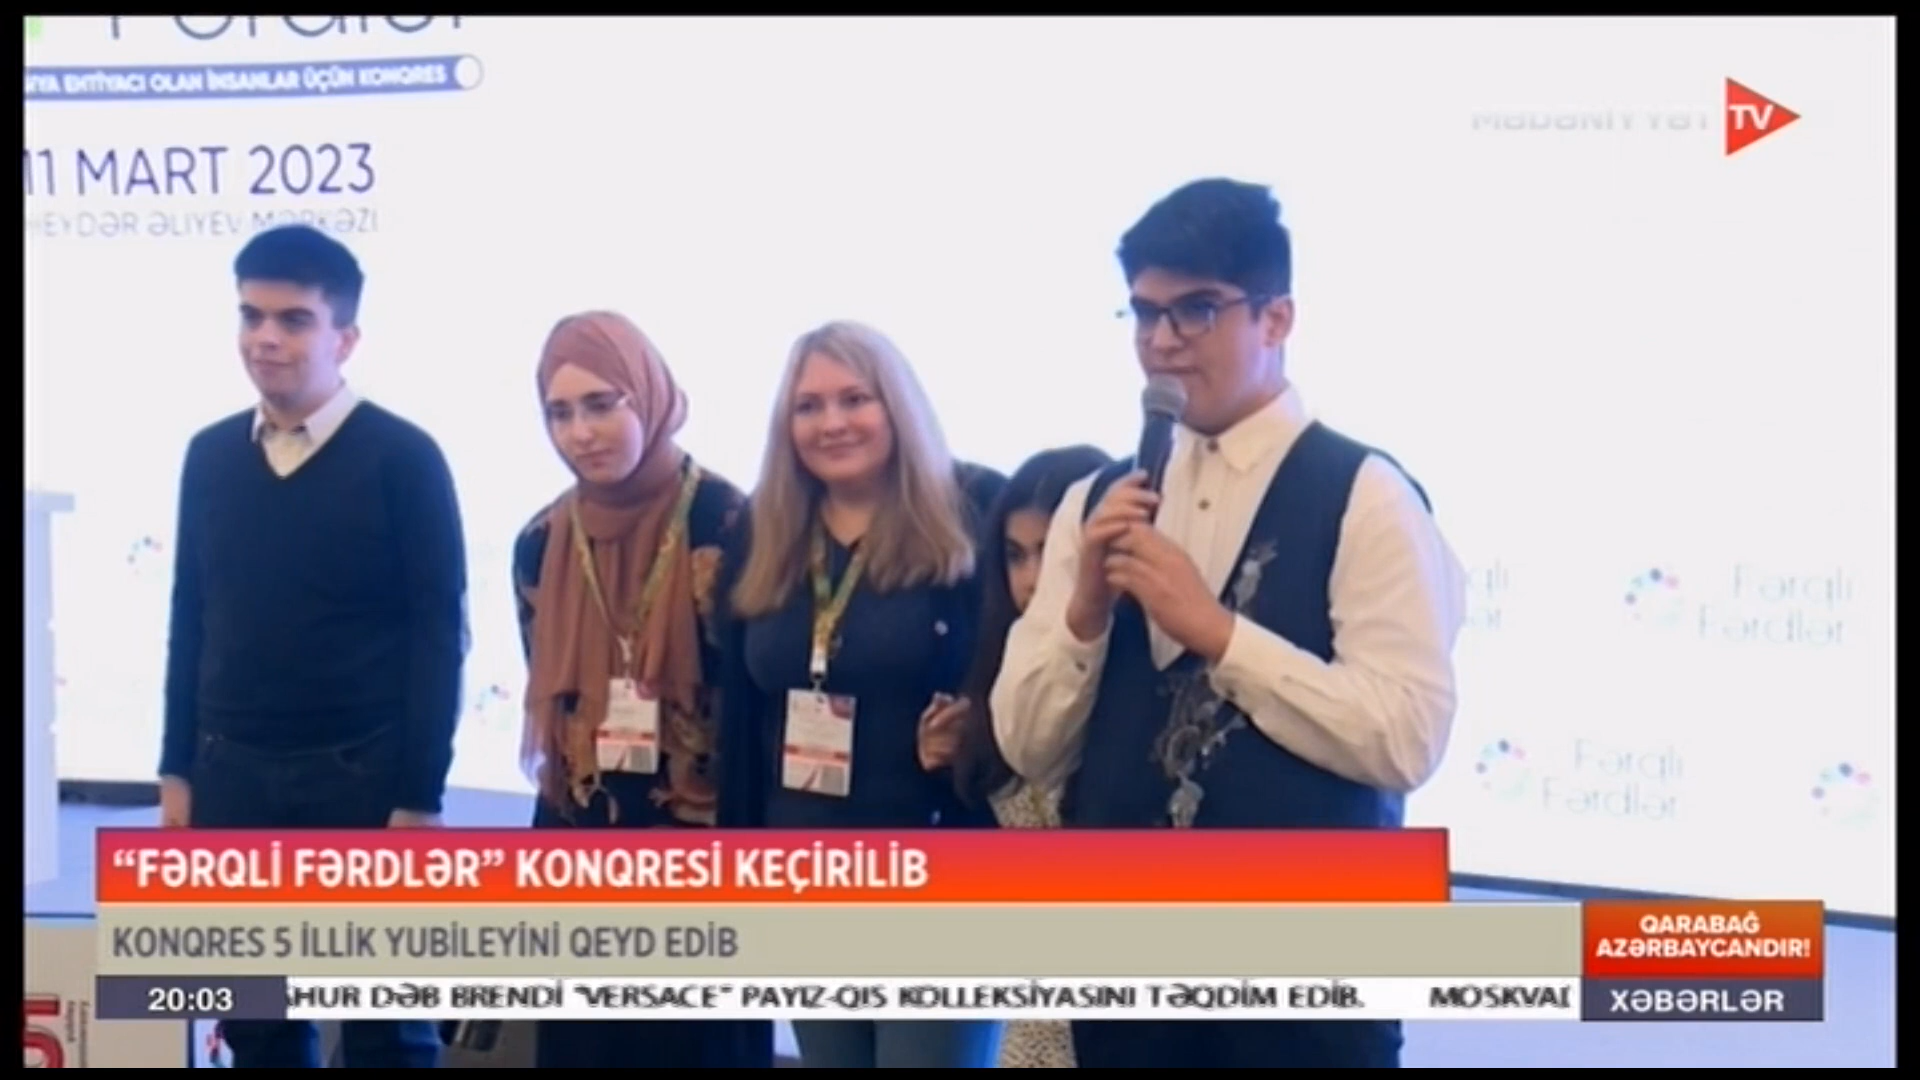 EHTİYACI OLAN İNSANLAR ÜÇÜN KONQRES
11 MART 2023
HEYDƏR ƏLİYEV MƏRKƏZİ
MƏDƏNİYYƏT TV
Fərqli
Fərdlər
Fərqli
Fərdlər
“FƏRQLİ FƏRDLƏR” KONQRESİ KEÇİRİLİB
KONQRES 5 İLLİK YUBİLEYİNİ QEYD EDİB
QARABAĞ
AZƏRBAYCANDIR!
20:03
DƏB BRENDİ "VERSACE" PAYIZ-QIŞ KOLLEKSİYASINI TƏQDİM EDİB.
XƏBƏRLƏR